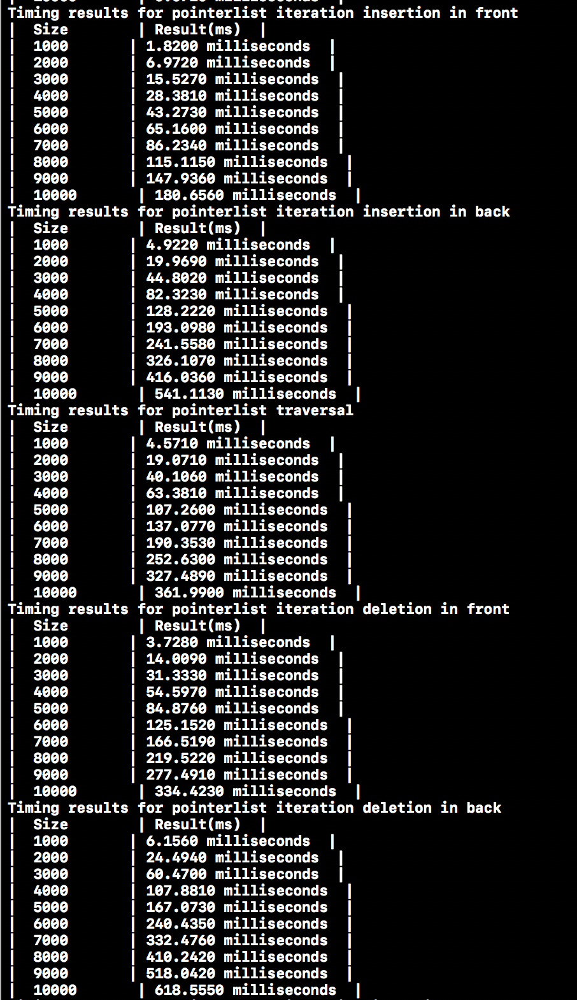 Timing results for pointerlist iteration insertion in front
| Size | Result(ms) |
| 1000 | 1.8200 milliseconds |
| 2000 | 6.9720 milliseconds |
| 3000 | 15.5270 milliseconds |
| 4000 | 28.3810 milliseconds |
| 5000 | 43.2730 milliseconds |
| 6000 | 65.1600 milliseconds |
| 7000 | 86.2340 milliseconds |
| 8000 | 115.1150 milliseconds |
| 9000 | 147.9360 milliseconds |
| 10000 | 180.6560 milliseconds |
Timing results for pointerlist iteration insertion in back
| Size | Result(ms) |
| 1000 | 4.9220 milliseconds |
| 2000 | 19.9690 milliseconds |
| 3000 | 44.8020 milliseconds |
| 4000 | 82.3230 milliseconds |
| 5000 | 128.2220 milliseconds |
| 6000 | 193.0980 milliseconds |
| 7000 | 241.5580 milliseconds |
| 8000 | 326.1070 milliseconds |
| 9000 | 416.0360 milliseconds |
| 10000 | 541.1130 milliseconds |
Timing results for pointerlist traversal
| Size | Result(ms) |
| 1000 | 4.5710 milliseconds |
| 2000 | 19.0710 milliseconds |
| 3000 | 40.1060 milliseconds |
| 4000 | 63.3810 milliseconds |
| 5000 | 107.2600 milliseconds |
| 6000 | 137.0770 milliseconds |
| 7000 | 190.3530 milliseconds |
| 8000 | 252.6300 milliseconds |
| 9000 | 327.4890 milliseconds |
| 10000 | 361.9900 milliseconds |
Timing results for pointerlist iteration deletion in front
| Size | Result(ms) |
| 1000 | 3.7280 milliseconds |
| 2000 | 14.0090 milliseconds |
| 3000 | 31.3330 milliseconds |
| 4000 | 54.5970 milliseconds |
| 5000 | 84.8760 milliseconds |
| 6000 | 125.1520 milliseconds |
| 7000 | 166.5190 milliseconds |
| 8000 | 219.5220 milliseconds |
| 9000 | 277.4910 milliseconds |
| 10000 | 334.4230 milliseconds |
Timing results for pointerlist iteration deletion in back
| Size | Result(ms) |
| 1000 | 6.1560 milliseconds |
| 2000 | 24.4940 milliseconds |
| 3000 | 60.4700 milliseconds |
| 4000 | 107.8810 milliseconds |
| 5000 | 167.0730 milliseconds |
| 6000 | 240.4350 milliseconds |
| 7000 | 332.4760 milliseconds |
| 8000 | 410.2420 milliseconds |
| 9000 | 518.0420 milliseconds |
| 10000 | 618.5550 milliseconds |